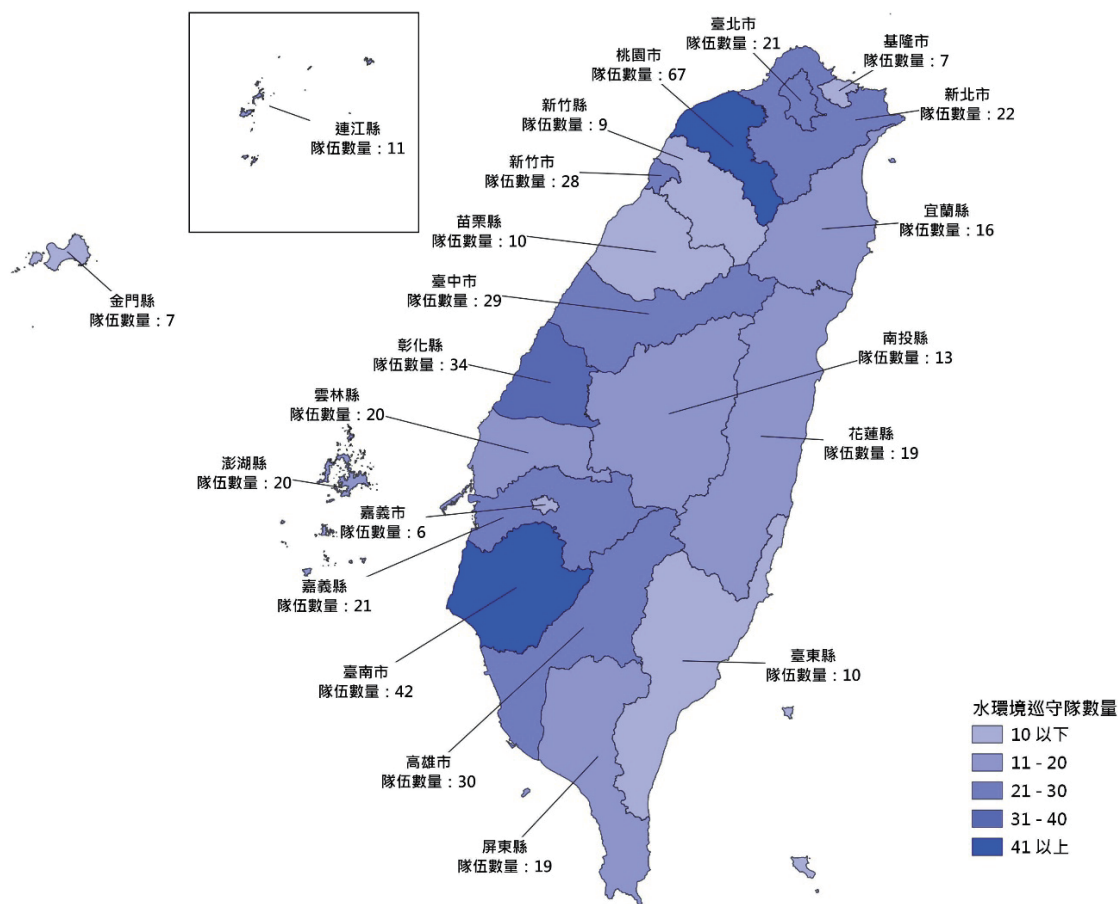 臺北市
隊伍數量：21
基隆市
隊伍數量：7
桃園市
隊伍數量：67
新北市
隊伍數量：22
新竹縣
隊伍數量：9
連江縣
隊伍數量：11
新竹市
隊伍數量：28
宜蘭縣
隊伍數量：16
苗栗縣
隊伍數量：10
臺中市
隊伍數量：29
金門縣
隊伍數量：7
南投縣
隊伍數量：13
彰化縣
隊伍數量：34
雲林縣
隊伍數量：20
花蓮縣
隊伍數量：19
澎湖縣
隊伍數量：20
嘉義市
隊伍數量：6
嘉義縣
隊伍數量：21
臺東縣
隊伍數量：10
臺南市
隊伍數量：42
高雄市
隊伍數量：30
屏東縣
隊伍數量：19
水環境巡守隊數量
10 以下
11 - 20
21 - 30
31 - 40
41 以上